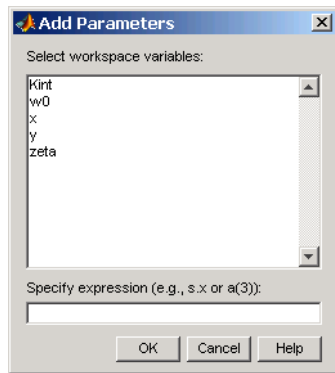 Add Parameters
Select workspace variables:
Kint
w0
x
y
zeta
Specify expression (e.g., s.x or a(3)):
OK Cancel Help